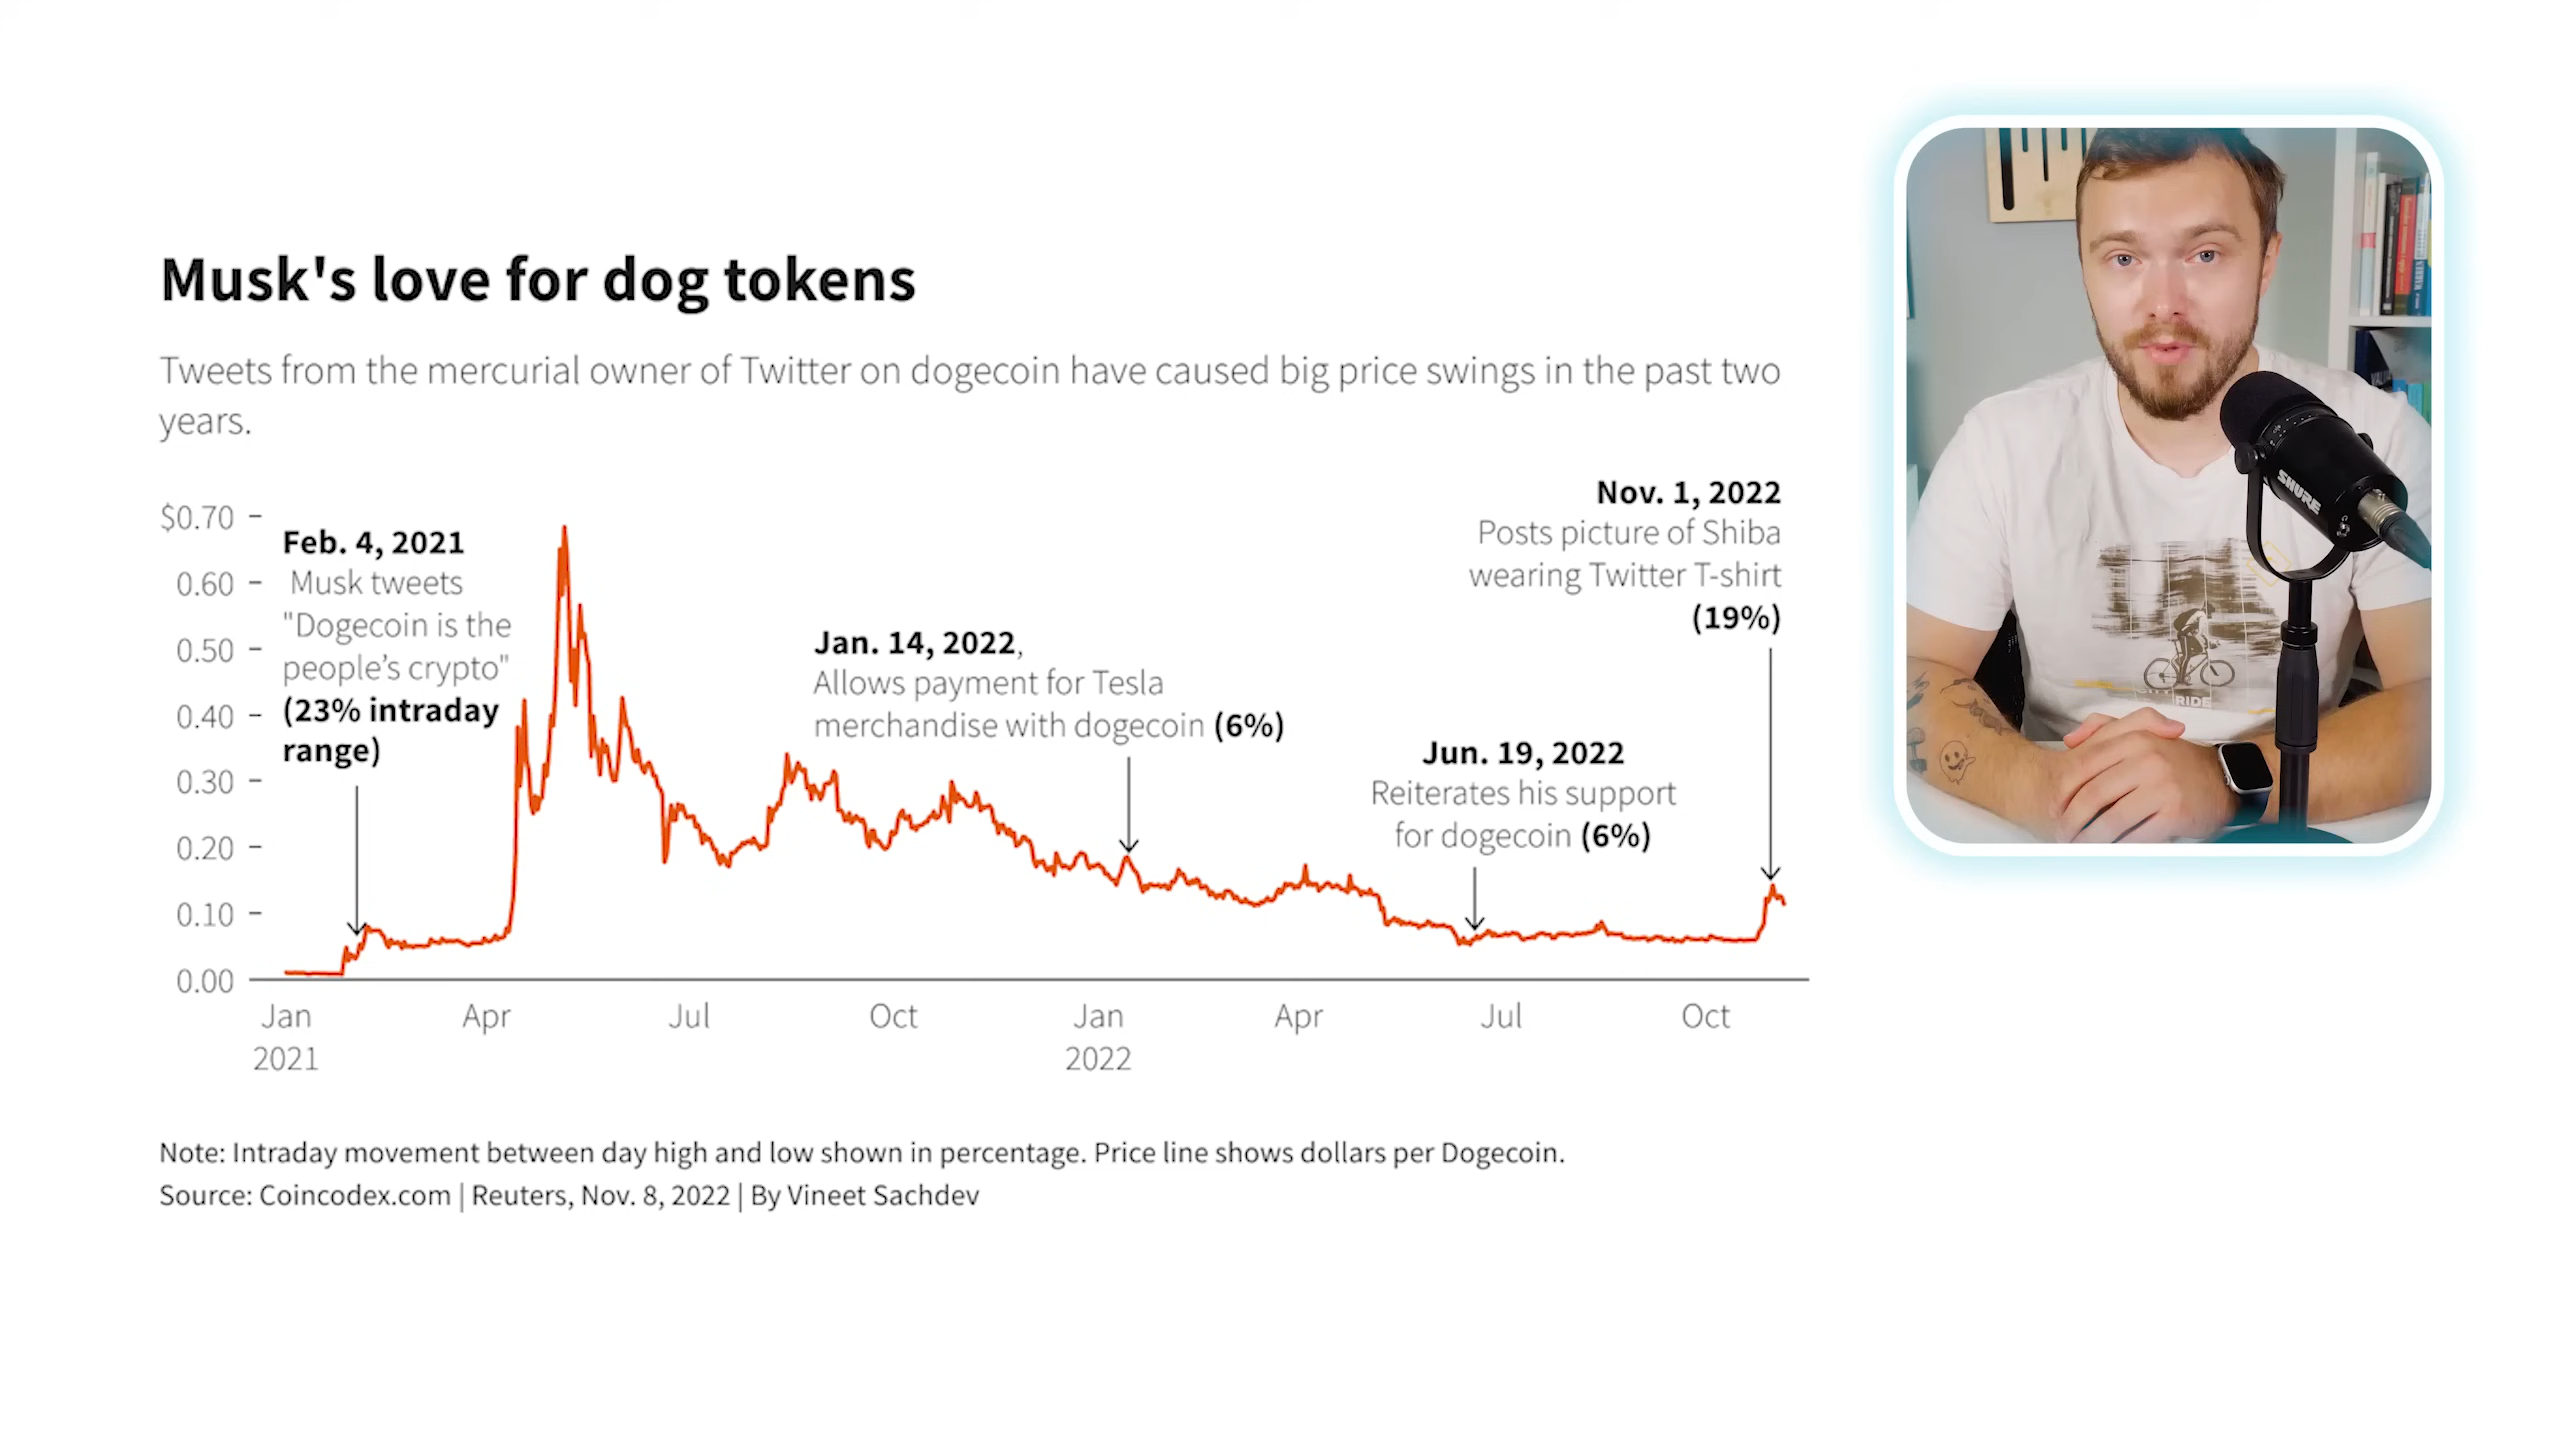 Musk's love for dog tokens
Tweets from the mercurial owner of Twitter on dogecoin have caused big price swings in the past two
years.
$0.70
0.60
0.50
0.40
0.30
0.20
0.10
0.00
Feb. 4, 2021
Musk tweets
"Dogecoin is the
people’s crypto"
(23% intraday
range)
Jan. 14, 2022,
Allows payment for Tesla
merchandise with dogecoin (6%)
Jun. 19, 2022
Reiterates his support
for dogecoin (6%)
Nov. 1, 2022
Posts picture of Shiba
wearing Twitter T-shirt
(19%)
Jan Apr Jul Oct Jan Apr Jul Oct
2021 2022
Note: Intraday movement between day high and low shown in percentage. Price line shows dollars per Dogecoin.
Source: Coincodex.com | Reuters, Nov. 8, 2022 | By Vineet Sachdev
SHURE
RIDE